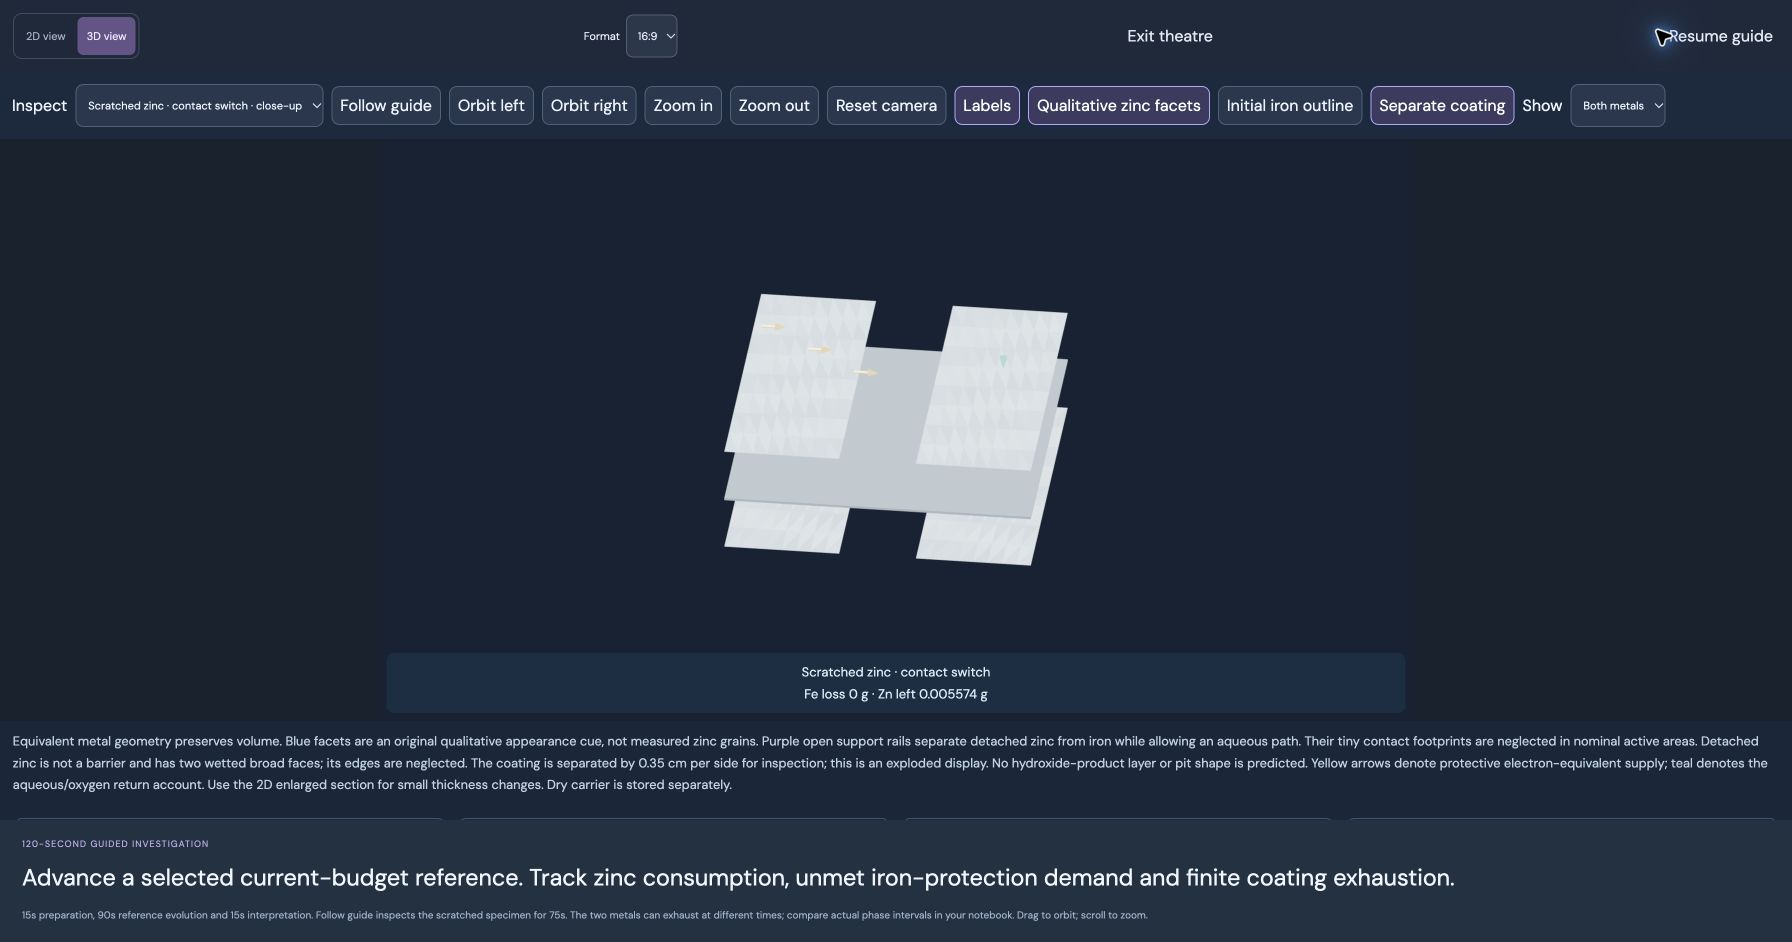 2D view 3D view Format 16:9 Exit theatre Resume guide
Inspect Scratched zinc · contact switch · close-up Follow guide Orbit left Orbit right Zoom in Zoom out Reset camera Labels Qualitative zinc facets Initial iron outline Separate coating Show Both metals
Scratched zinc · contact switch
Fe loss 0 g · Zn left 0.005574 g
Equivalent metal geometry preserves volume. Blue facets are an original qualitative appearance cue, not measured zinc grains. Purple open support rails separate detached zinc from iron while allowing an aqueous path. Their tiny contact footprints are neglected in nominal active areas. Detached
zinc is not a barrier and has two wetted broad faces; its edges are neglected. The coating is separated by 0.35 cm per side for inspection; this is an exploded display. No hydroxide-product layer or pit shape is predicted. Yellow arrows denote protective electron-equivalent supply; teal denotes the
aqueous/oxygen return account. Use the 2D enlarged section for small thickness changes. Dry carrier is stored separately.
120-SECOND GUIDED INVESTIGATION
Advance a selected current-budget reference. Track zinc consumption, unmet iron-protection demand and finite coating exhaustion.
15s preparation, 90s reference evolution and 15s interpretation. Follow guide inspects the scratched specimen for 75s. The two metals can exhaust at different times; compare actual phase intervals in your notebook. Drag to orbit; scroll to zoom.